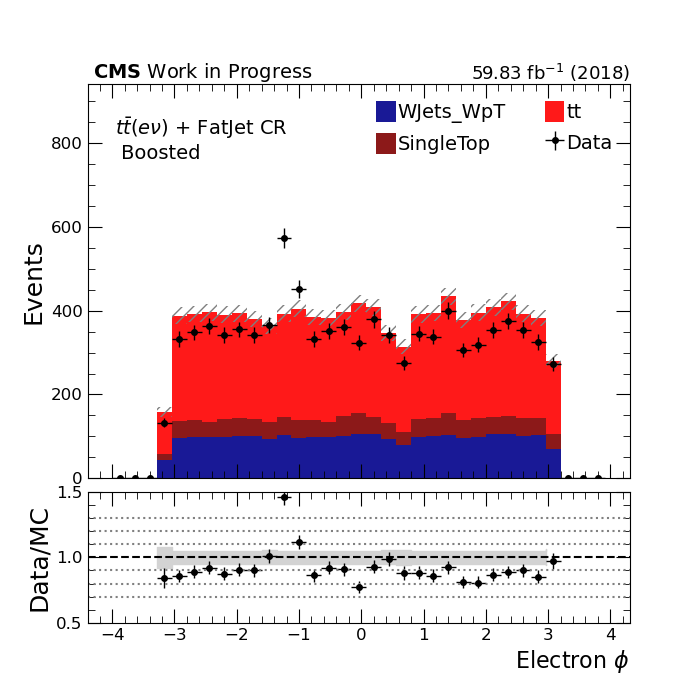 CMS Work in Progress 59.83 fb⁻¹ (2018)
tt̄(eν) + FatJet CR
Boosted
WJets_WpT tt
SingleTop Data
Events
800
600
400
200
0
Data/MC
1.5
1.0
0.5
−4 −3 −2 −1 0 1 2 3 4
Electron ϕ